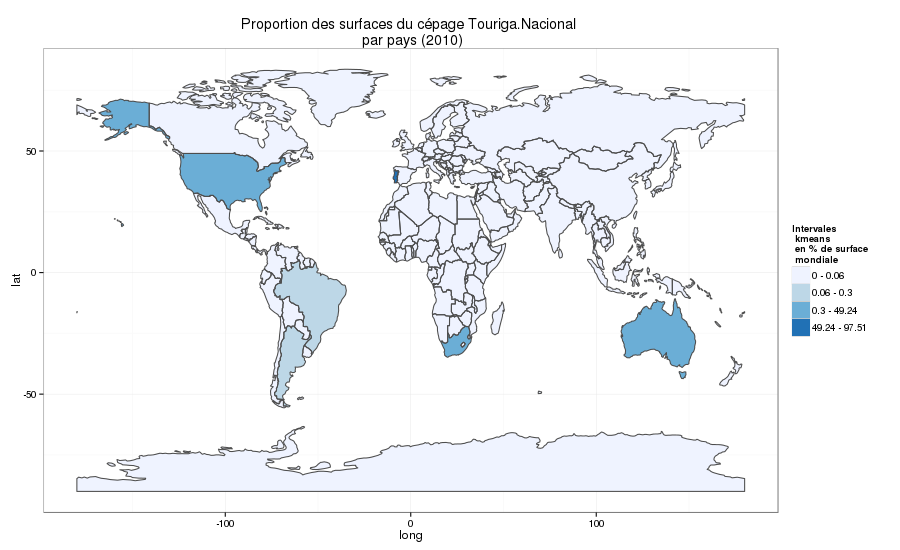 Proportion des surfaces du cépage Touriga.Nacional
par pays (2010)
50
0
-50
lat
-100
0
100
long
Intervales
kmeans
en % de surface
mondiale
0 - 0.06
0.06 - 0.3
0.3 - 49.24
49.24 - 97.51